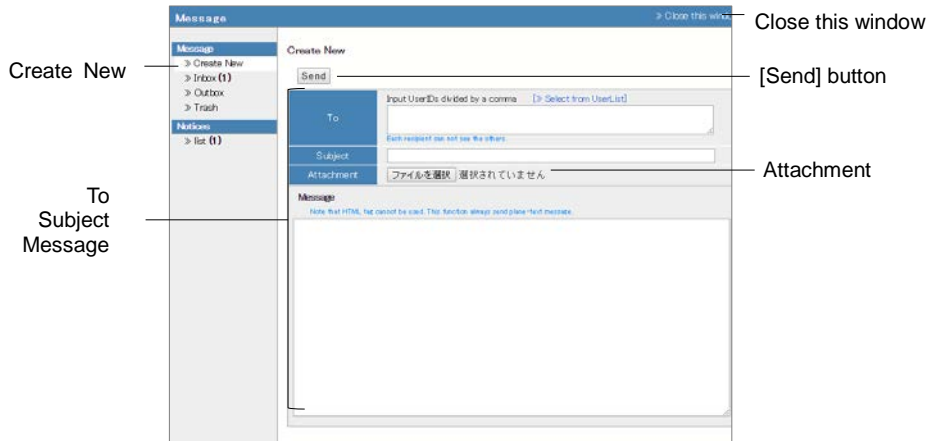 Message
≫ Close this windo
Close this window
Message
≫ Create New
≫ Inbox (1)
≫ Outbox
≫ Trash
Notices
≫ list (1)
Create New
To
Subject
Message
Create New
Send
[Send] button
To
Input UserIDs divided by a comma [≫ Select from UserList]
Each recipient can not see the others.
Subject
Attachment
ファイルを選択 選択されていません
Attachment
Message
Note that HTML tag cannot be used. This function always send plane-text message.